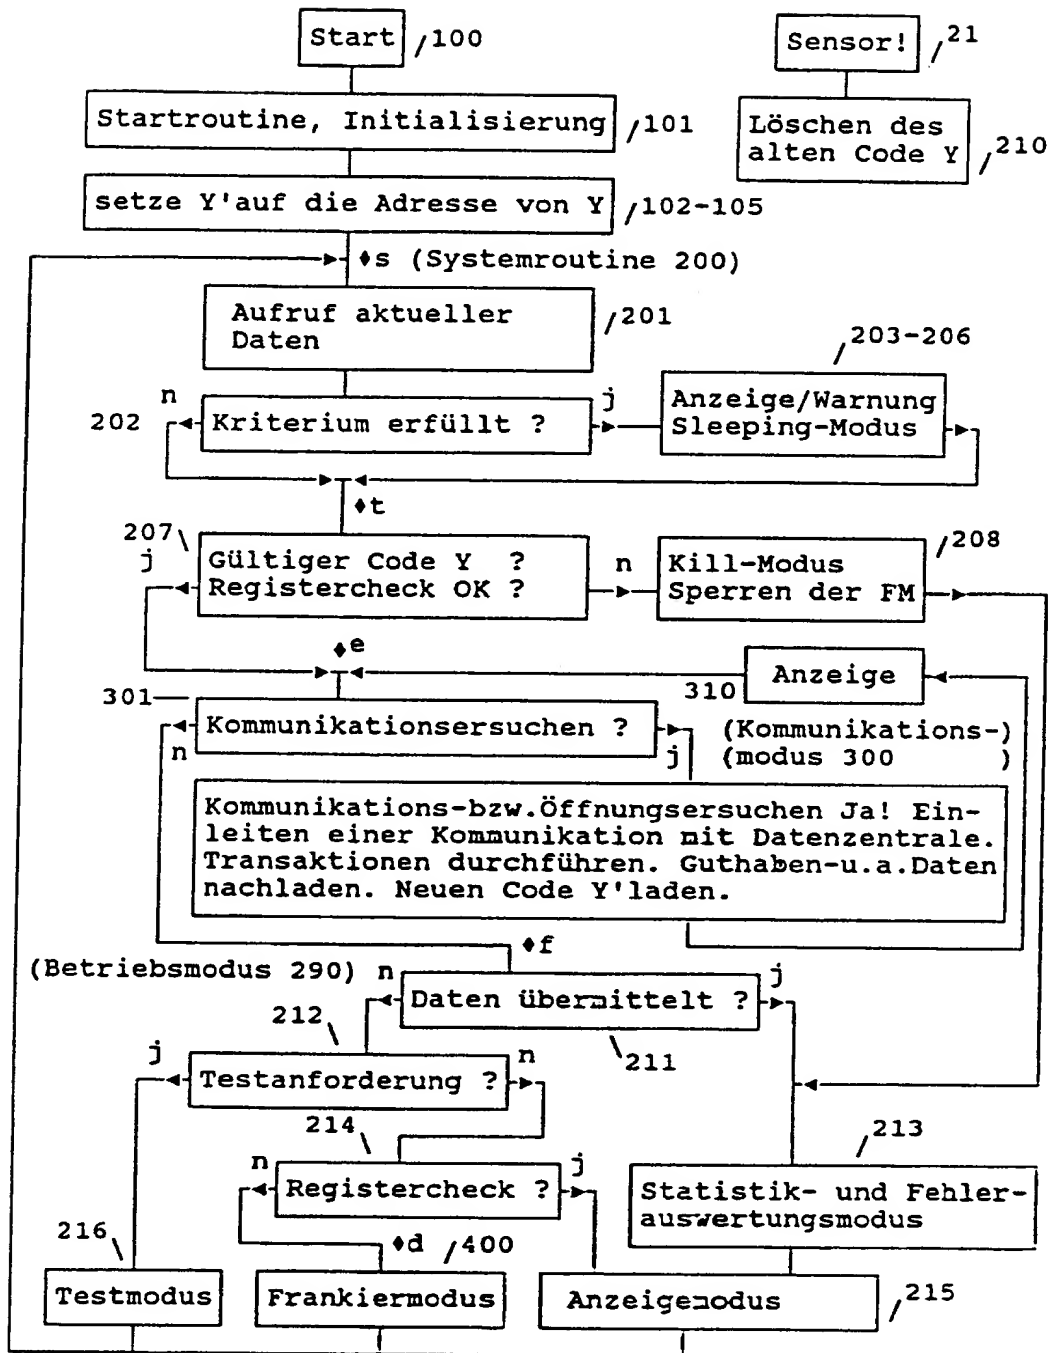 Start /100
Sensor! /21
Startroutine, Initialisierung /101
Löschen des
alten Code Y /210
setze Y'auf die Adresse von Y /102-105
♦s (Systemroutine 200)
Aufruf aktueller
Daten /201
/203-206
n
j
202
Kriterium erfüllt ?
Anzeige/Warnung
Sleeping-Modus
♦t
207
j
Gültiger Code Y ?
Registercheck OK ?
n
Kill-Modus
Sperren der FM
/208
♦e
Anzeige
310
301
Kommunikationsersuchen ?
n
j
(Kommunikations-)
(modus 300 )
Kommunikations-bzw.Öffnungsersuchen Ja! Ein-
leiten einer Kommunikation mit Datenzentrale.
Transaktionen durchführen. Guthaben-u.a.Daten
nachladen. Neuen Code Y'laden.
♦f
(Betriebsmodus 290) n
j
Daten übermittelt ?
212
211
j
n
Testanforderung ?
214
/213
n
j
Registercheck ?
Statistik- und Fehler-
auswertungsmodus
216
♦d /400
Testmodus
Frankiermodus
Anzeigemodus /215